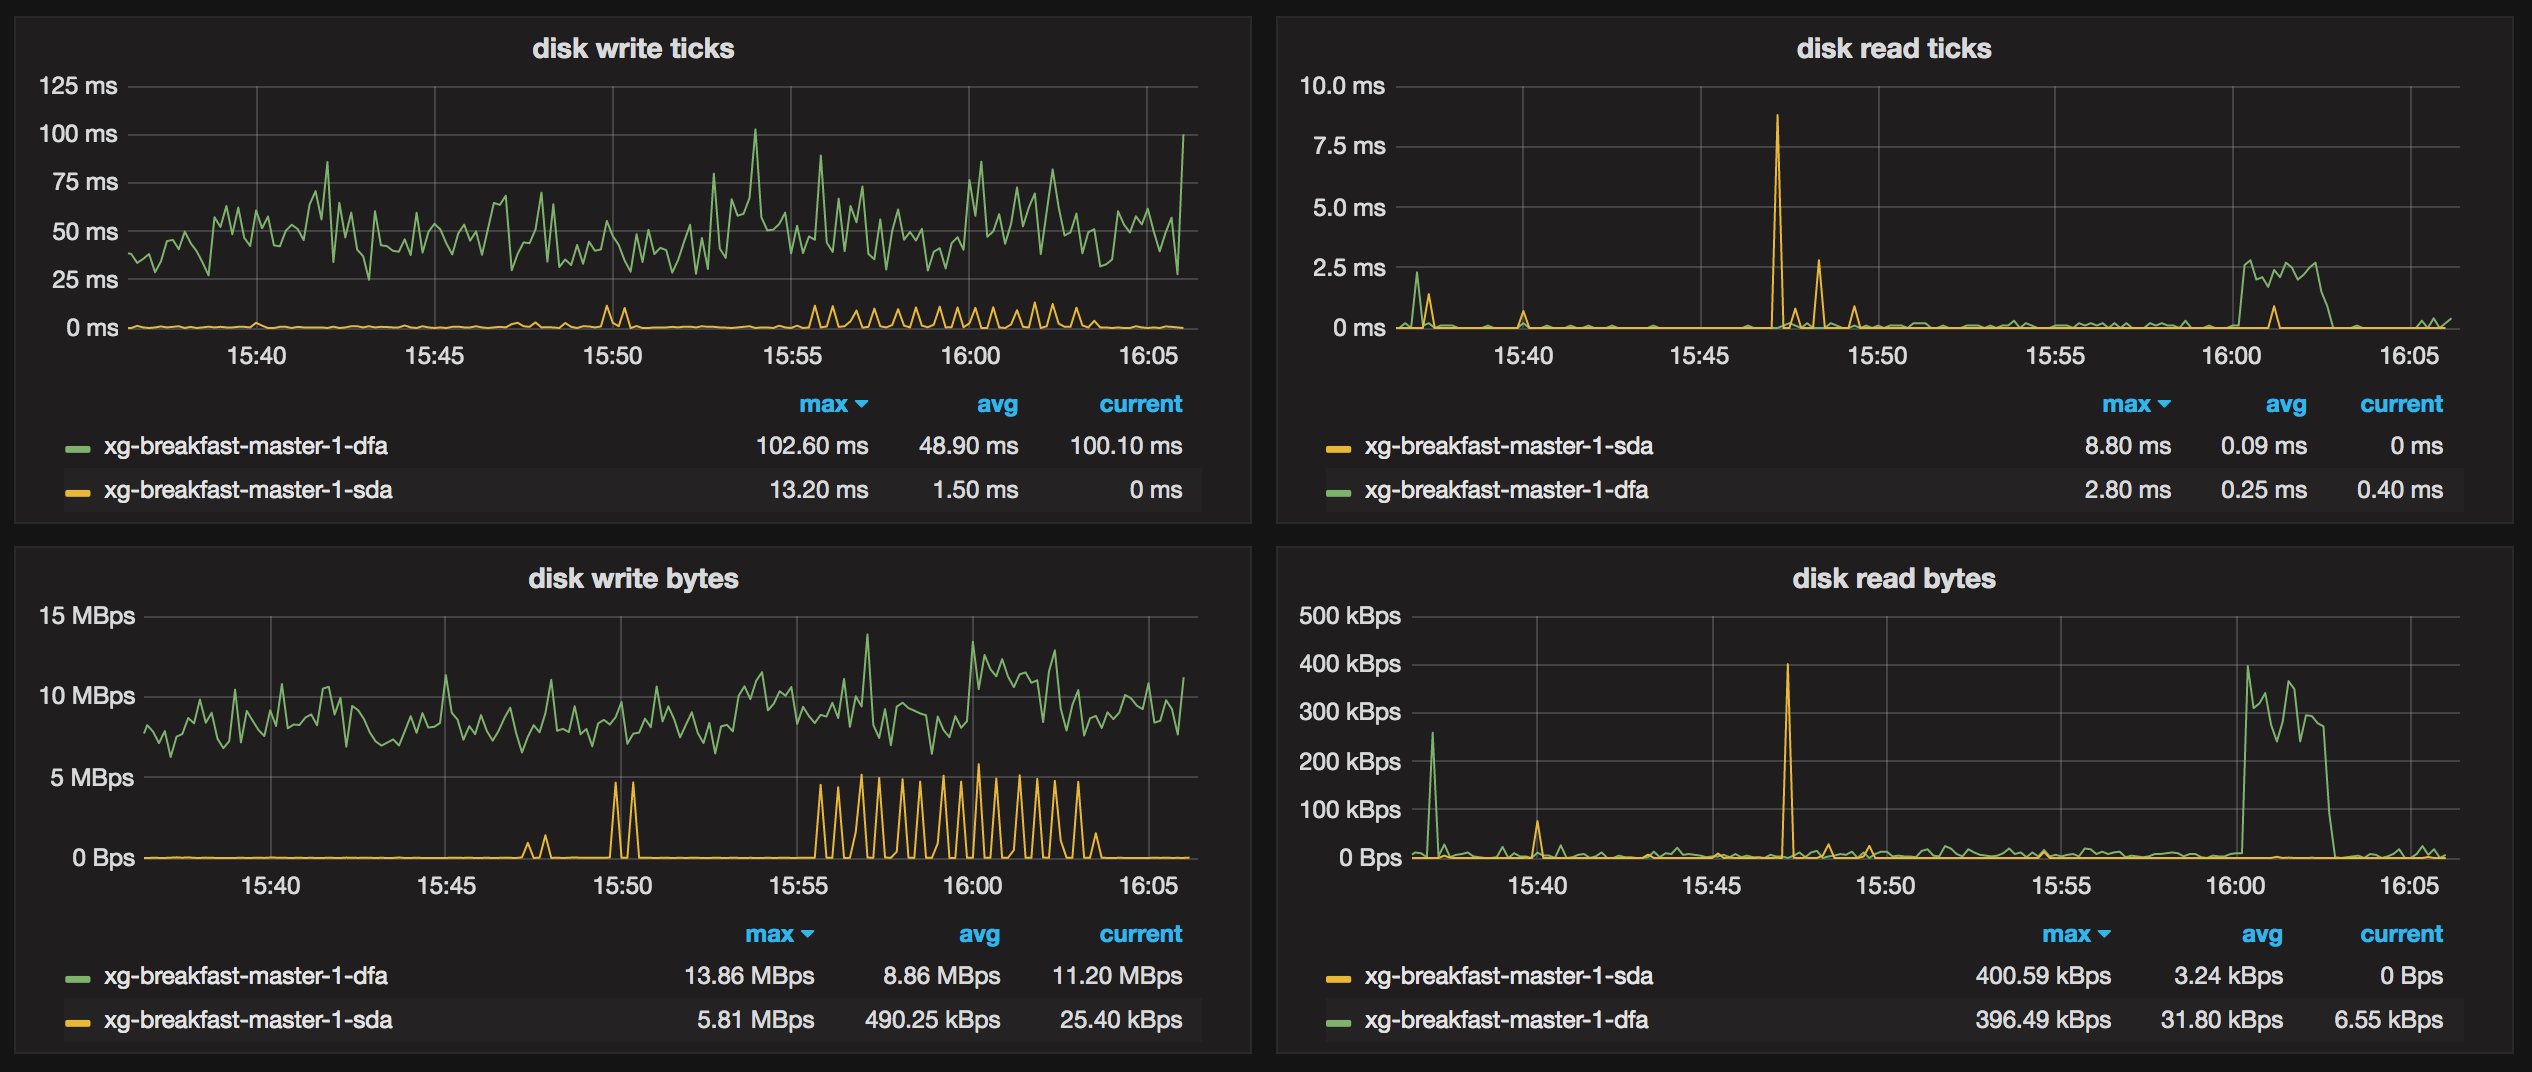 disk write ticks
125 ms
100 ms
75 ms
50 ms
25 ms
0 ms
15:40 15:45 15:50 15:55 16:00 16:05
max avg current
xg-breakfast-master-1-dfa 102.60 ms 48.90 ms 100.10 ms
xg-breakfast-master-1-sda 13.20 ms 1.50 ms 0 ms
disk read ticks
10.0 ms
7.5 ms
5.0 ms
2.5 ms
0 ms
15:40 15:45 15:50 15:55 16:00 16:05
max avg current
xg-breakfast-master-1-sda 8.80 ms 0.09 ms 0 ms
xg-breakfast-master-1-dfa 2.80 ms 0.25 ms 0.40 ms
disk write bytes
15 MBps
10 MBps
5 MBps
0 Bps
15:40 15:45 15:50 15:55 16:00 16:05
max avg current
xg-breakfast-master-1-dfa 13.86 MBps 8.86 MBps 11.20 MBps
xg-breakfast-master-1-sda 5.81 MBps 490.25 kBps 25.40 kBps
disk read bytes
500 kBps
400 kBps
300 kBps
200 kBps
100 kBps
0 Bps
15:40 15:45 15:50 15:55 16:00 16:05
max avg current
xg-breakfast-master-1-sda 400.59 kBps 3.24 kBps 0 Bps
xg-breakfast-master-1-dfa 396.49 kBps 31.80 kBps 6.55 kBps